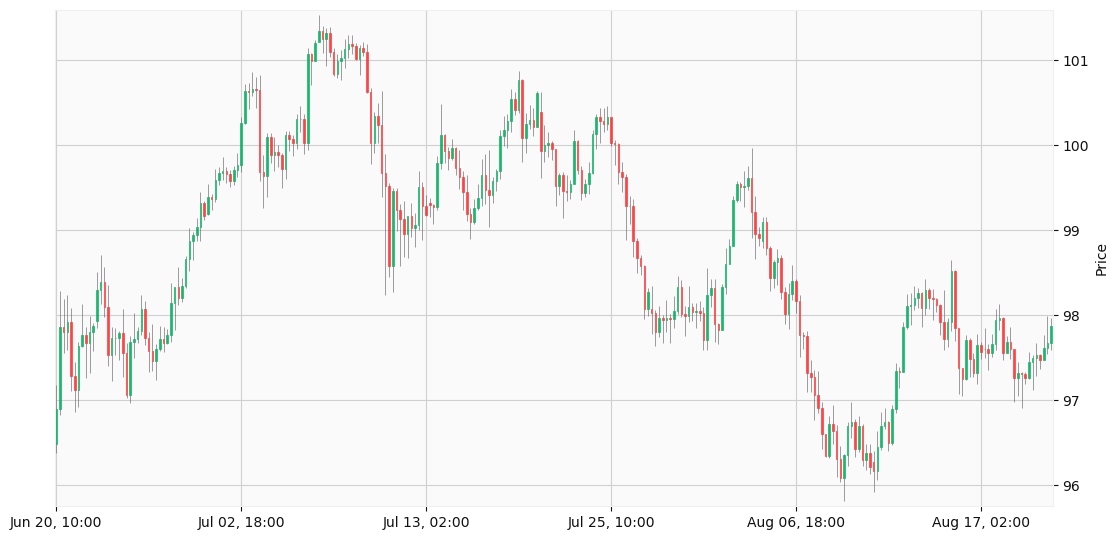 101
100
99
98
97
96
Price
Jun 20, 10:00
Jul 02, 18:00
Jul 13, 02:00
Jul 25, 10:00
Aug 06, 18:00
Aug 17, 02:00